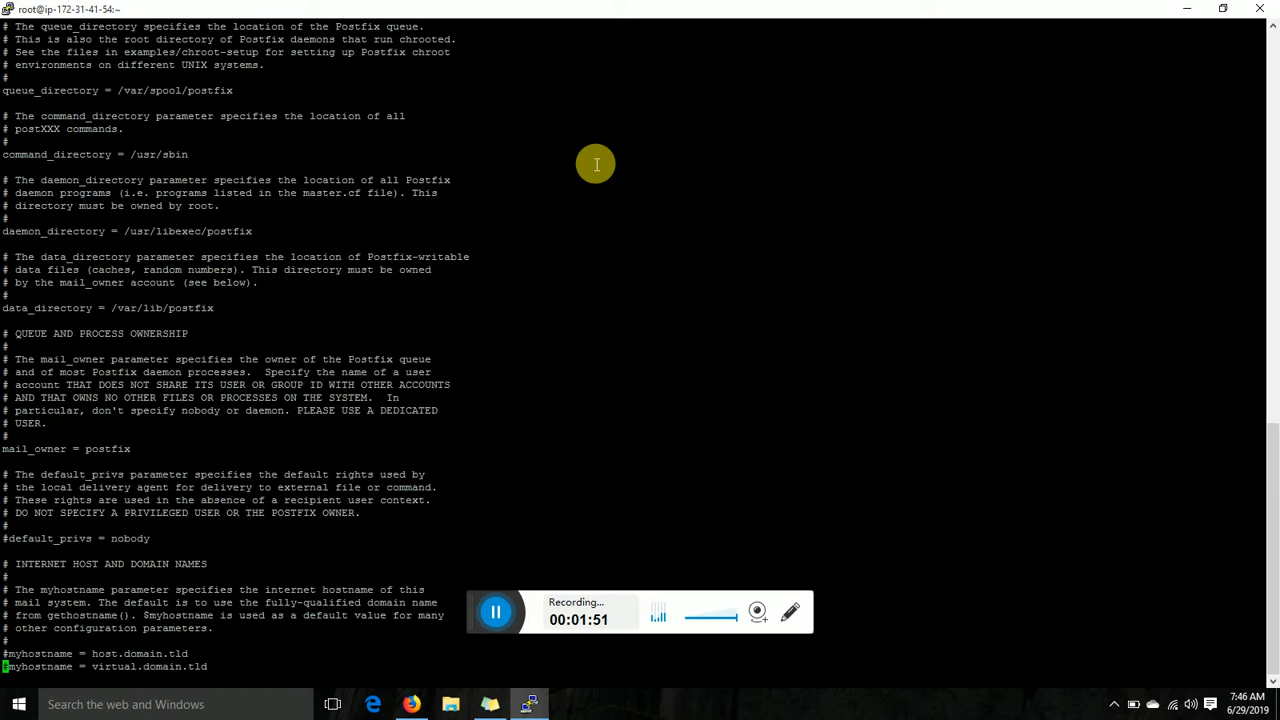 root@ip-172-31-41-54:~
# The queue_directory specifies the location of the Postfix queue.
# This is also the root directory of Postfix daemons that run chrooted.
# See the files in examples/chroot-setup for setting up Postfix chroot
# environments on different UNIX systems.
#
queue_directory = /var/spool/postfix
# The command_directory parameter specifies the location of all
# postXXX commands.
#
command_directory = /usr/sbin
# The daemon_directory parameter specifies the location of all Postfix
# daemon programs (i.e. programs listed in the master.cf file). This
# directory must be owned by root.
#
daemon_directory = /usr/libexec/postfix
# The data_directory parameter specifies the location of Postfix-writable
# data files (caches, random numbers). This directory must be owned
# by the mail_owner account (see below).
#
data_directory = /var/lib/postfix
# QUEUE AND PROCESS OWNERSHIP
#
# The mail_owner parameter specifies the owner of the Postfix queue
# and of most Postfix daemon processes.  Specify the name of a user
# account THAT DOES NOT SHARE ITS USER OR GROUP ID WITH OTHER ACCOUNTS
# AND THAT OWNS NO OTHER FILES OR PROCESSES ON THE SYSTEM.  In
# particular, don't specify nobody or daemon. PLEASE USE A DEDICATED
# USER.
#
mail_owner = postfix
# The default_privs parameter specifies the default rights used by
# the local delivery agent for delivery to external file or command.
# These rights are used in the absence of a recipient user context.
# DO NOT SPECIFY A PRIVILEGED USER OR THE POSTFIX OWNER.
#
#default_privs = nobody
# INTERNET HOST AND DOMAIN NAMES
#
# The myhostname parameter specifies the internet hostname of this
# mail system. The default is to use the fully-qualified domain name
# from gethostname(). $myhostname is used as a default value for many
# other configuration parameters.
#
#myhostname = host.domain.tld
#myhostname = virtual.domain.tld
Recording...
00:01:51
Search the web and Windows
7:46 AM
6/29/2019